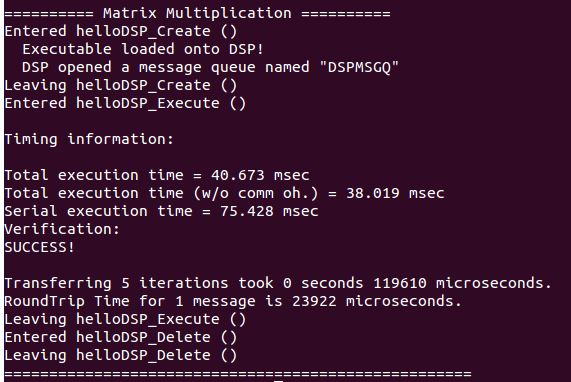 ========== Matrix Multiplication ==========
Entered helloDSP_Create ()
  Executable loaded onto DSP!
  DSP opened a message queue named "DSPMSGQ"
Leaving helloDSP_Create ()
Entered helloDSP_Execute ()

Timing information:

Total execution time = 40.673 msec
Total execution time (w/o comm oh.) = 38.019 msec
Serial execution time = 75.428 msec
Verification:
SUCCESS!

Transferring 5 iterations took 0 seconds 119610 microseconds.
RoundTrip Time for 1 message is 23922 microseconds.
Leaving helloDSP_Execute ()
Entered helloDSP_Delete ()
Leaving helloDSP_Delete ()
====================================================